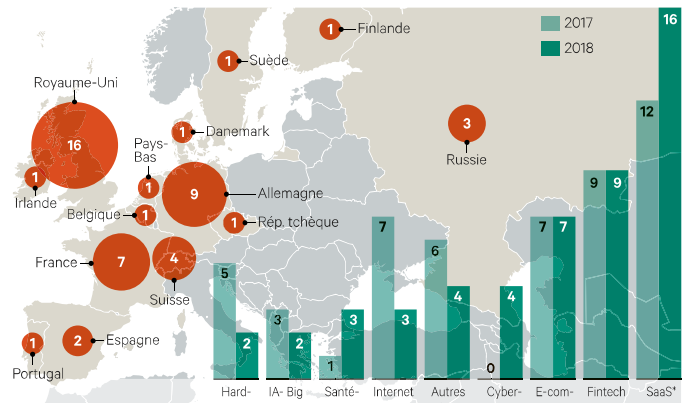 2017
2018
1 Finlande
1 Suède
Royaume-Uni
16
1 Danemark
Pays-
Bas
1
3
Russie
1
Irlande
9 Allemagne
Belgique 1
1 Rép. tchèque
France 7
4
Suisse
2 Espagne
1
Portugal
5 2
3 2
1 3
7 3
6 4
0 4
7 7
9 9
12 16
Hard- IA- Big Santé- Internet Autres Cyber- E-com- Fintech SaaS*